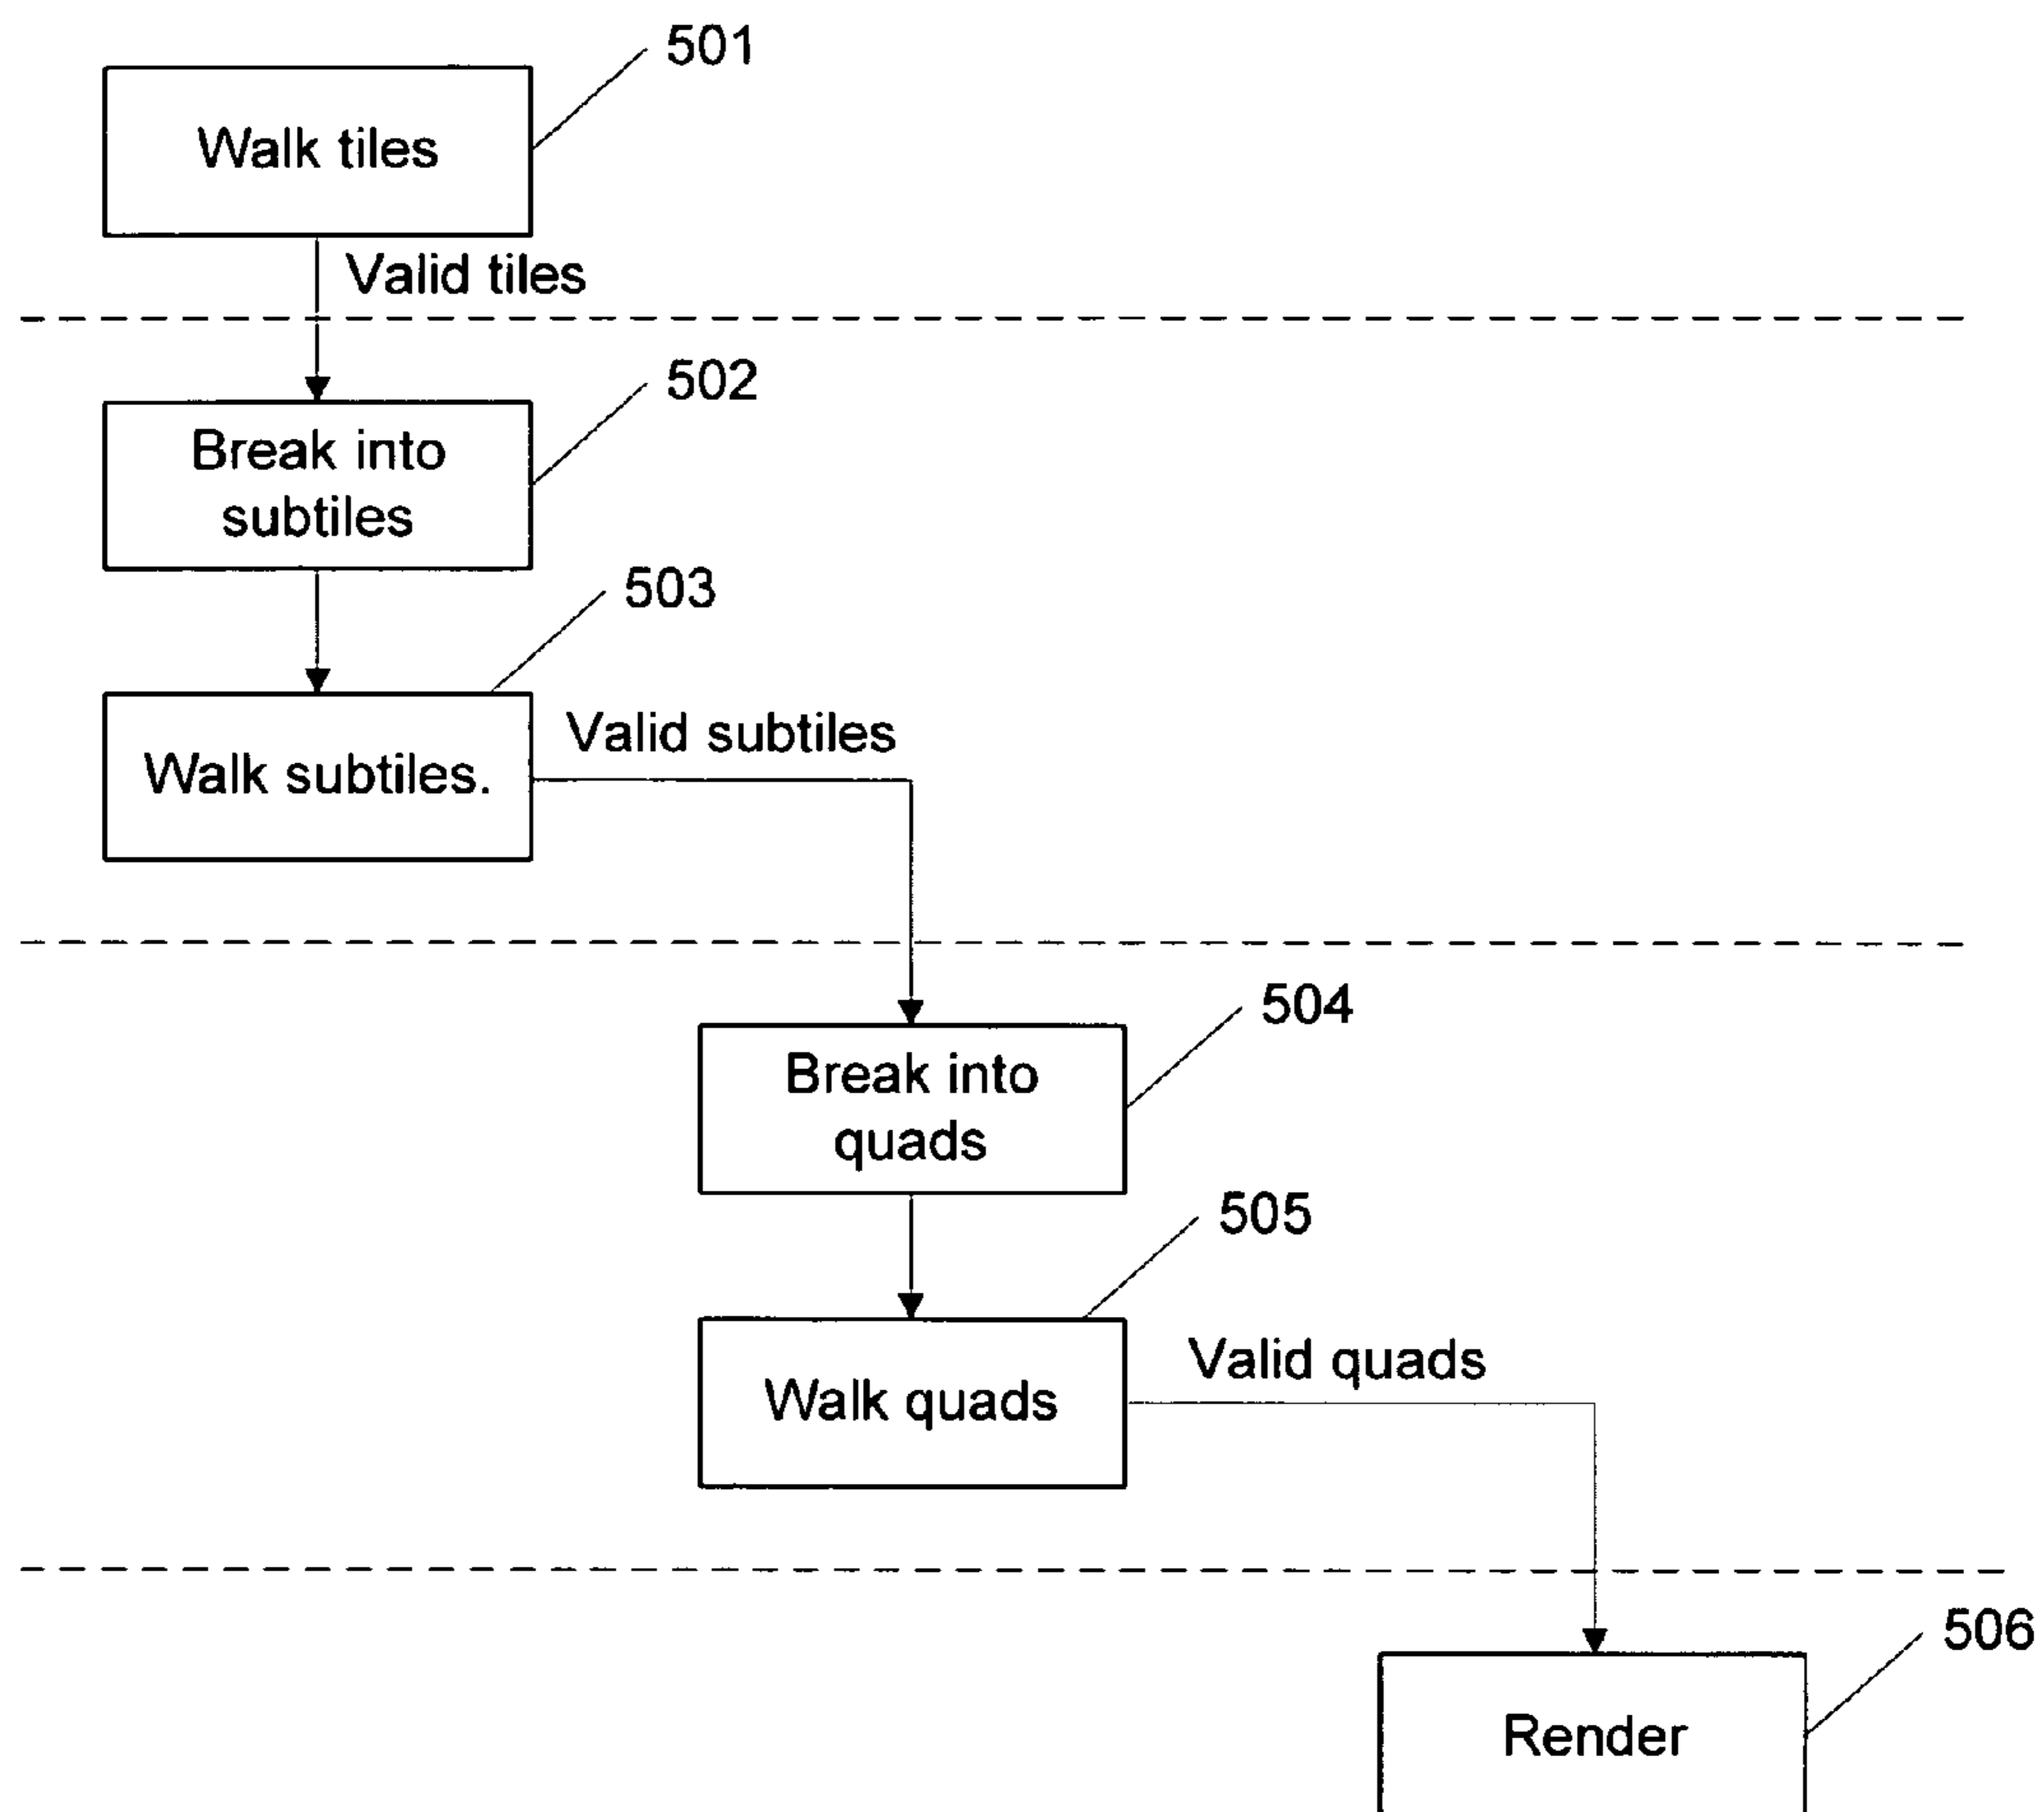 501
Walk tiles
Valid tiles
502
Break into
subtiles
503
Valid subtiles
Walk subtiles.
504
Break into
quads
505
Valid quads
Walk quads
506
Render